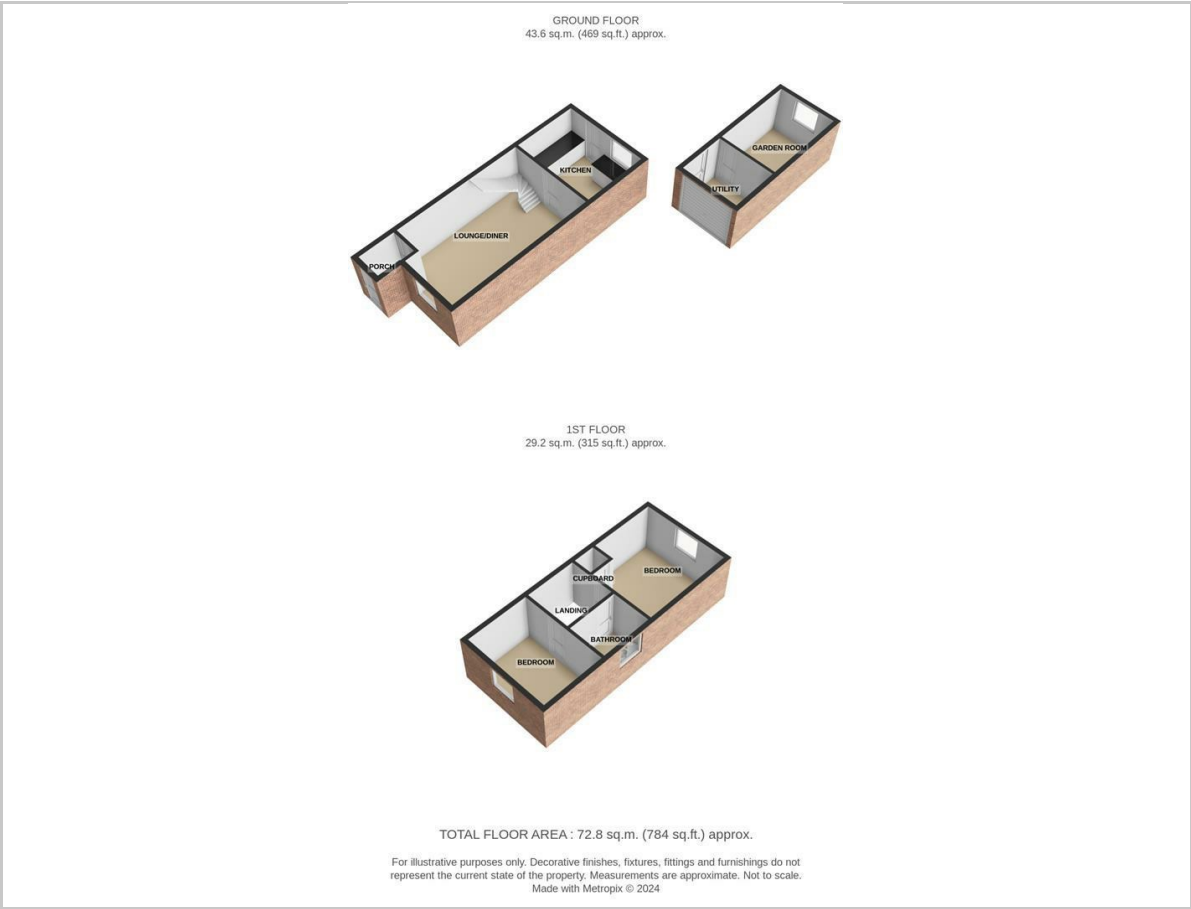 GROUND FLOOR
43.6 sq.m. (469 sq.ft.) approx.
GARDEN ROOM
KITCHEN
UTILITY
LOUNGE/DINER
PORCH
1ST FLOOR
29.2 sq.m. (315 sq.ft.) approx.
BEDROOM
CUPBOARD
LANDING
BATHROOM
BEDROOM
TOTAL FLOOR AREA : 72.8 sq.m. (784 sq.ft.) approx.
For illustrative purposes only. Decorative finishes, fixtures, fittings and furnishings do not
represent the current state of the property. Measurements are approximate. Not to scale.
Made with Metropix © 2024